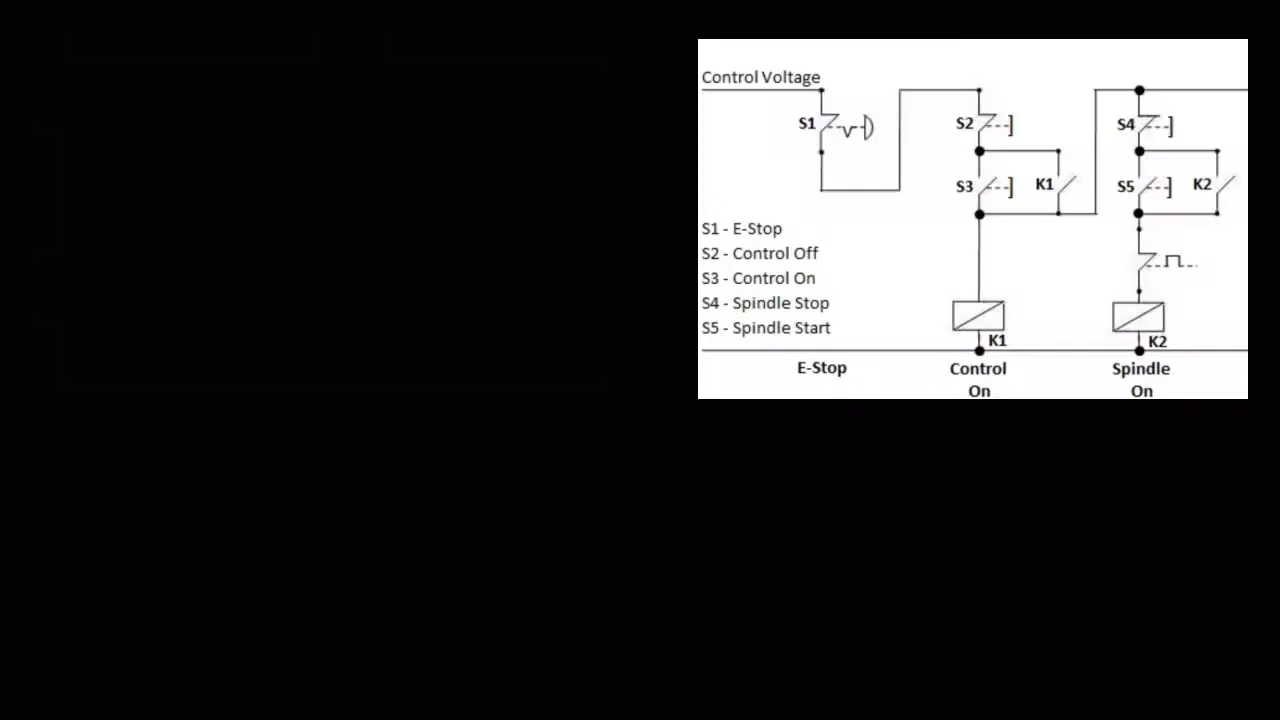 Control Voltage
S1
S2
S4
S3
K1
S5
K2
S1 - E-Stop
S2 - Control Off
S3 - Control On
S4 - Spindle Stop
S5 - Spindle Start
K1
K2
E-Stop
Control
On
Spindle
On